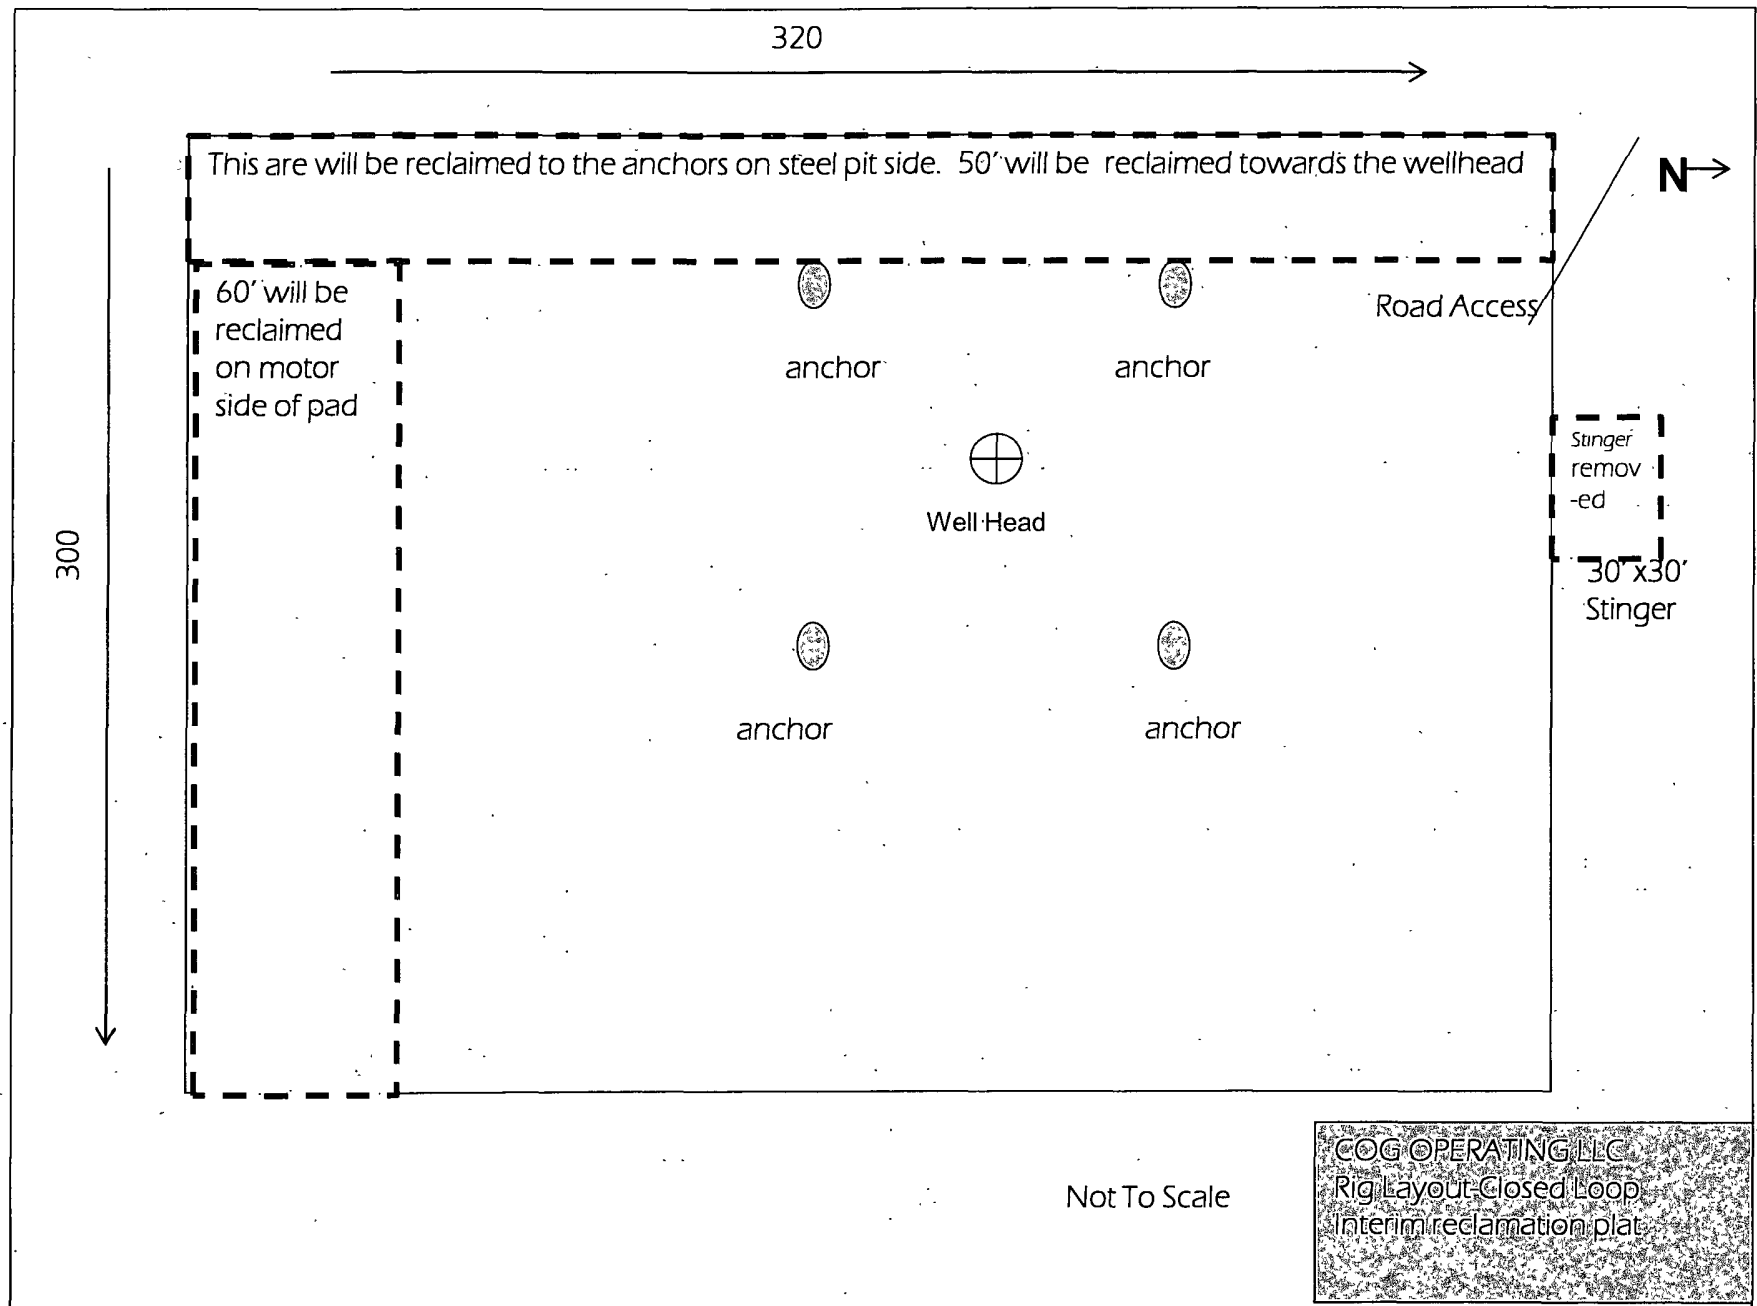 320
This are will be reclaimed to the anchors on steel pit side. 50' will be reclaimed towards the wellhead
N
60' will be
reclaimed
on motor
side of pad
Road Access
anchor
anchor
Stinger
remov
-ed
Well Head
300
30' x30'
Stinger
anchor
anchor
COG OPERATING LLC
Rig Layout-Closed Loop
Interim reclamation plat
Not To Scale